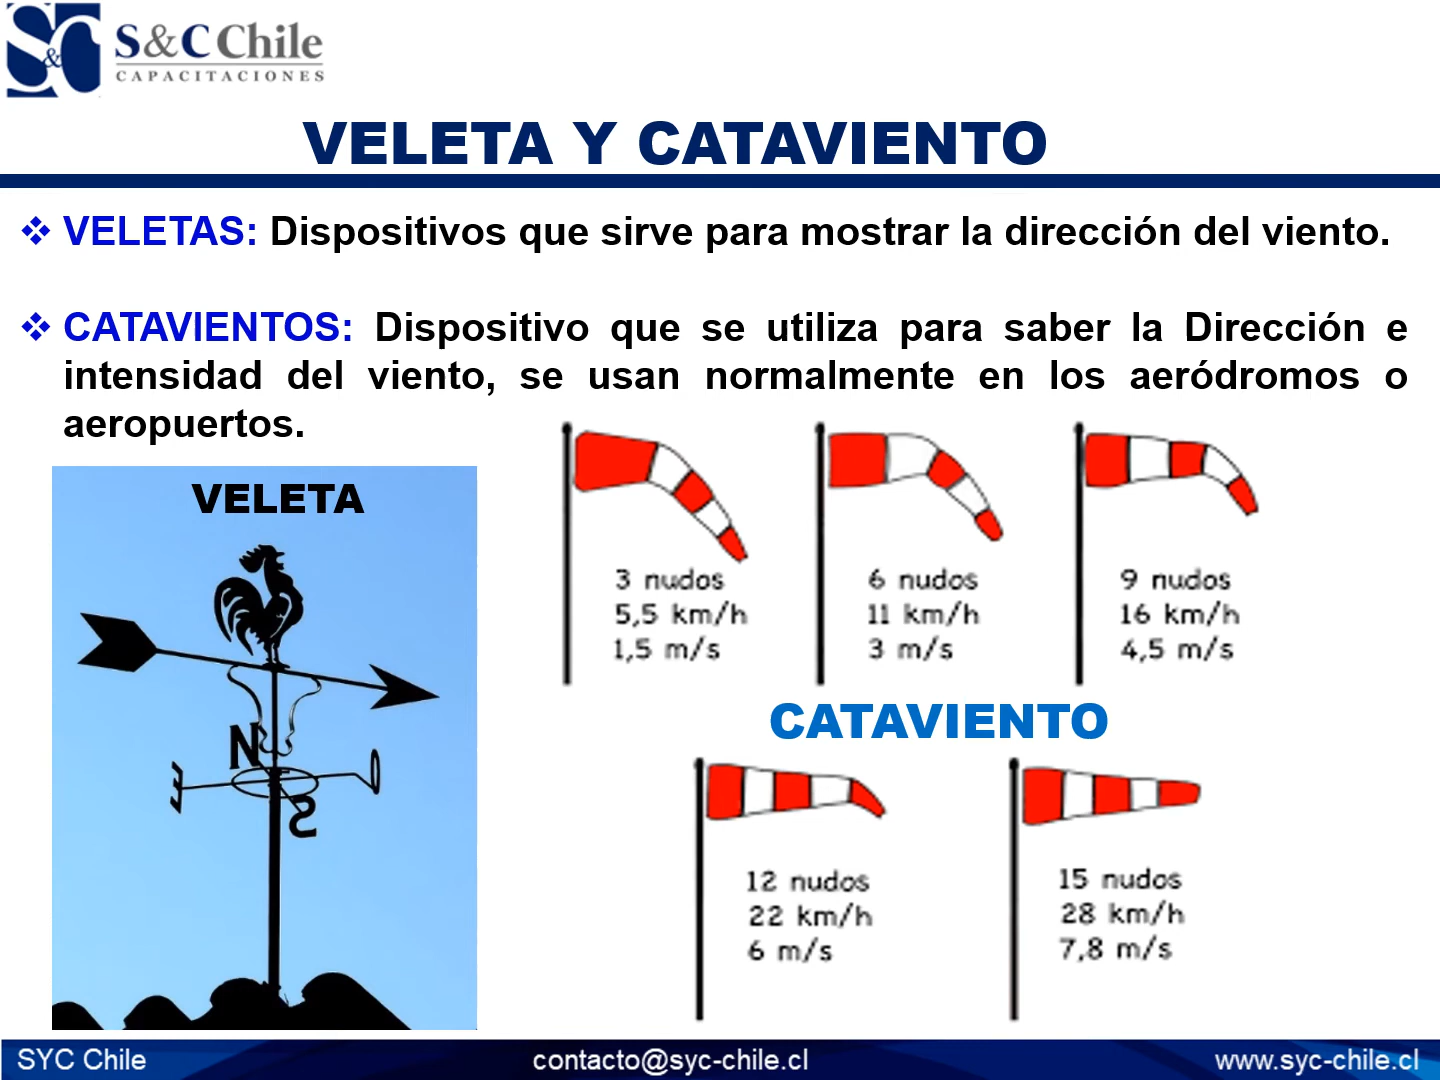 S&C Chile
CAPACITACIONES
VELETA Y CATAVIENTO
❖ VELETAS: Dispositivos que sirve para mostrar la dirección del viento.
❖ CATAVIENTOS: Dispositivo que se utiliza para saber la Dirección e
intensidad del viento, se usan normalmente en los aeródromos o
aeropuertos.
VELETA
N
E
O
S
3 nudos
5,5 km/h
1,5 m/s
6 nudos
11 km/h
3 m/s
9 nudos
16 km/h
4,5 m/s
CATAVIENTO
12 nudos
22 km/h
6 m/s
15 nudos
28 km/h
7,8 m/s
SYC Chile
contacto@syc-chile.cl
www.syc-chile.cl